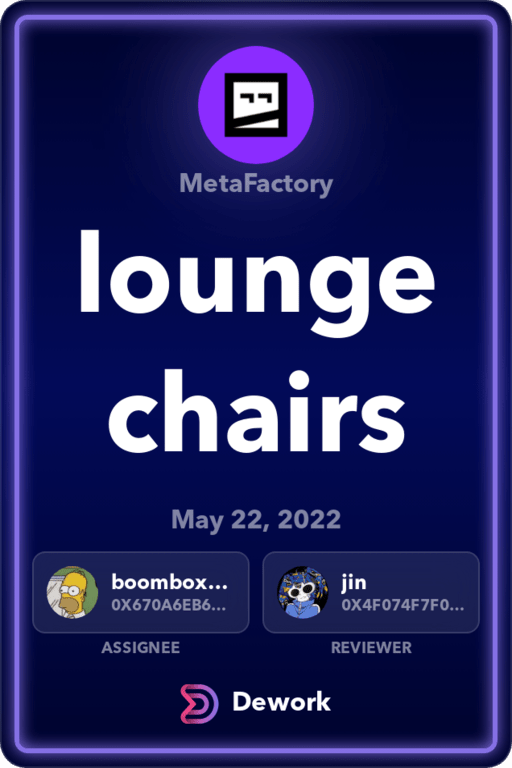 MetaFactory
lounge
chairs
May 22, 2022
boombox...
0X670A6EB6...
ASSIGNEE
jin
0X4F074F7F0...
REVIEWER
Dework